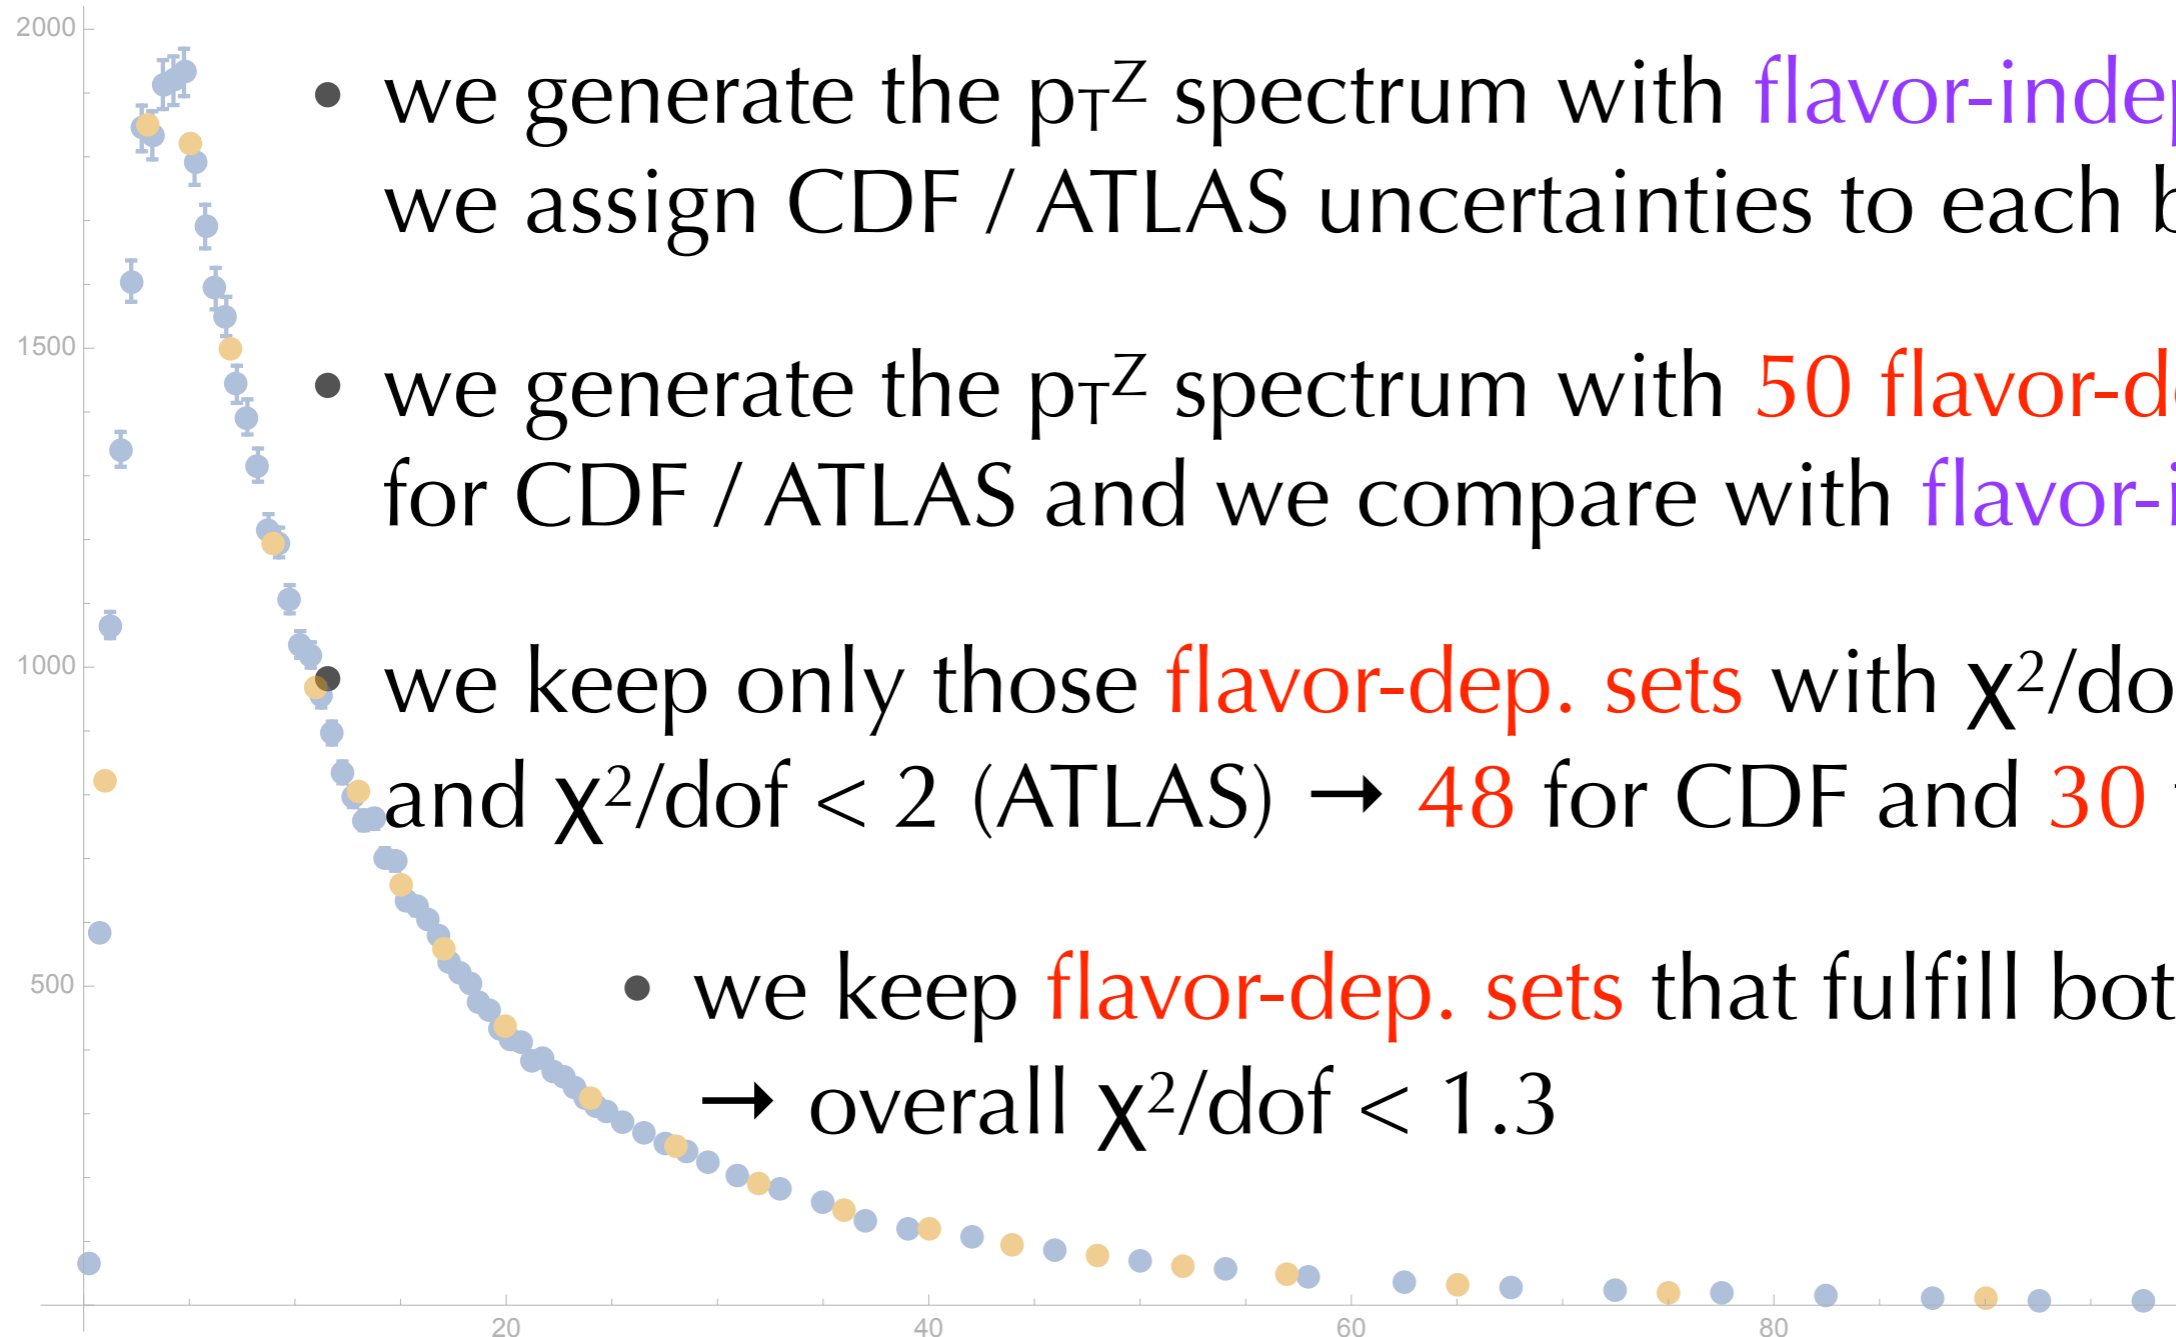 2000
• we generate the pTZ spectrum with flavor-indep
we assign CDF / ATLAS uncertainties to each b
1500
• we generate the pTZ spectrum with 50 flavor-de
for CDF / ATLAS and we compare with flavor-i
1000
• we keep only those flavor-dep. sets with χ²/do
and χ²/dof < 2 (ATLAS) → 48 for CDF and 30
500
• we keep flavor-dep. sets that fulfill bot
→ overall χ²/dof < 1.3
20 40 60 80